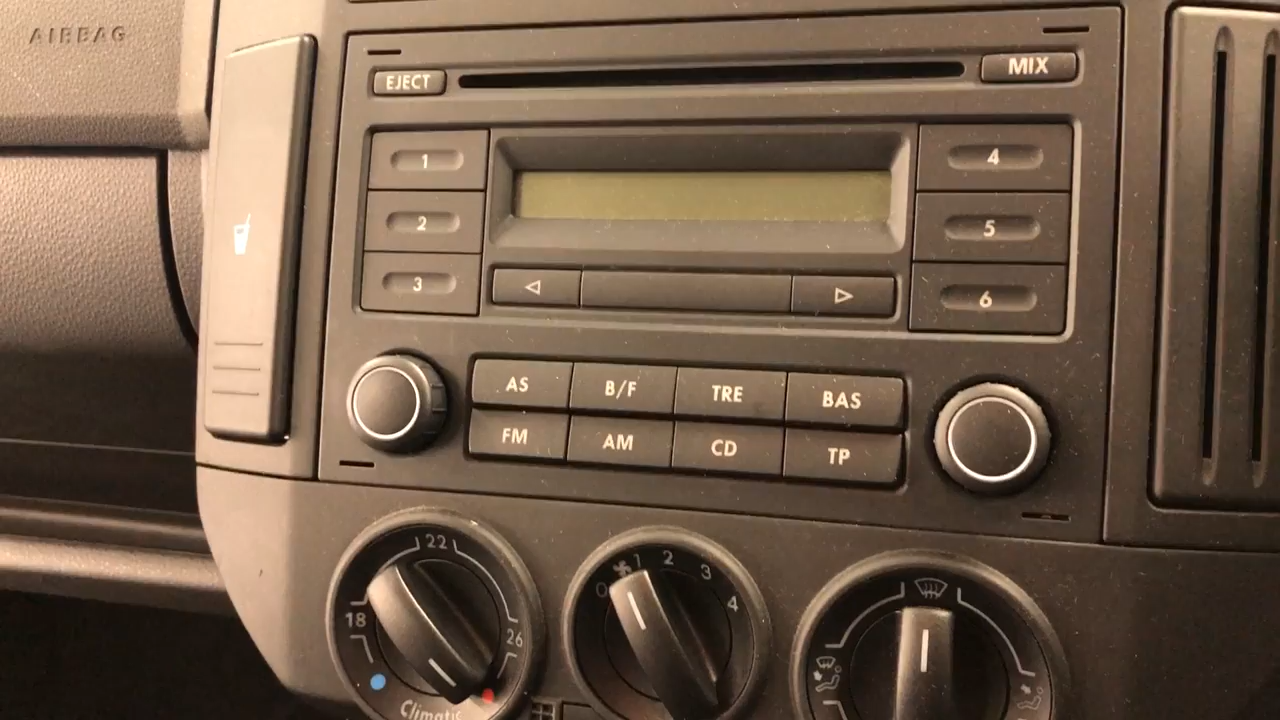 AIRBAG
EJECT
MIX
1
4
2
5
3
6
AS B/F TRE BAS
FM AM CD TP
22
18
26
Climatic
0 1 2 3 4